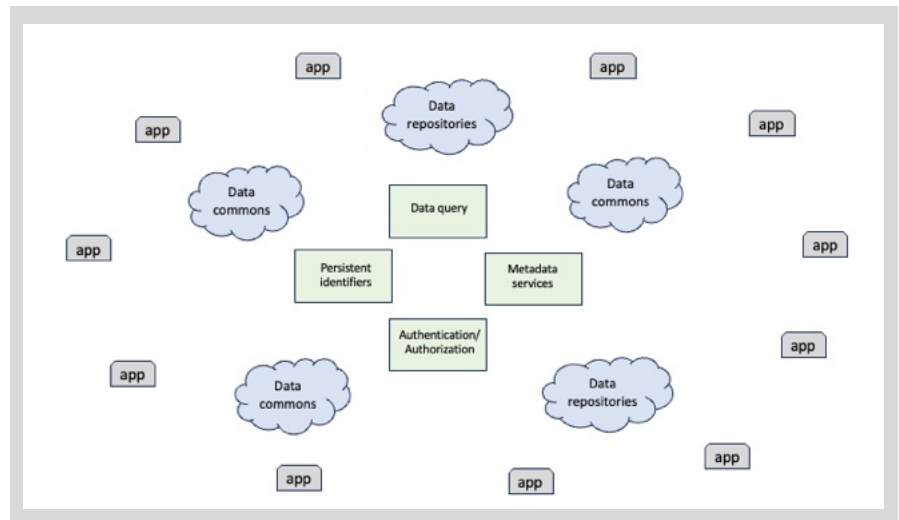 app
app
Data
repositories
app
app
Data
commons
Data
commons
Data query
app
app
Persistent
identifiers
Metadata
services
Authentication/
Authorization
app
app
Data
commons
Data
repositories
app
app
app